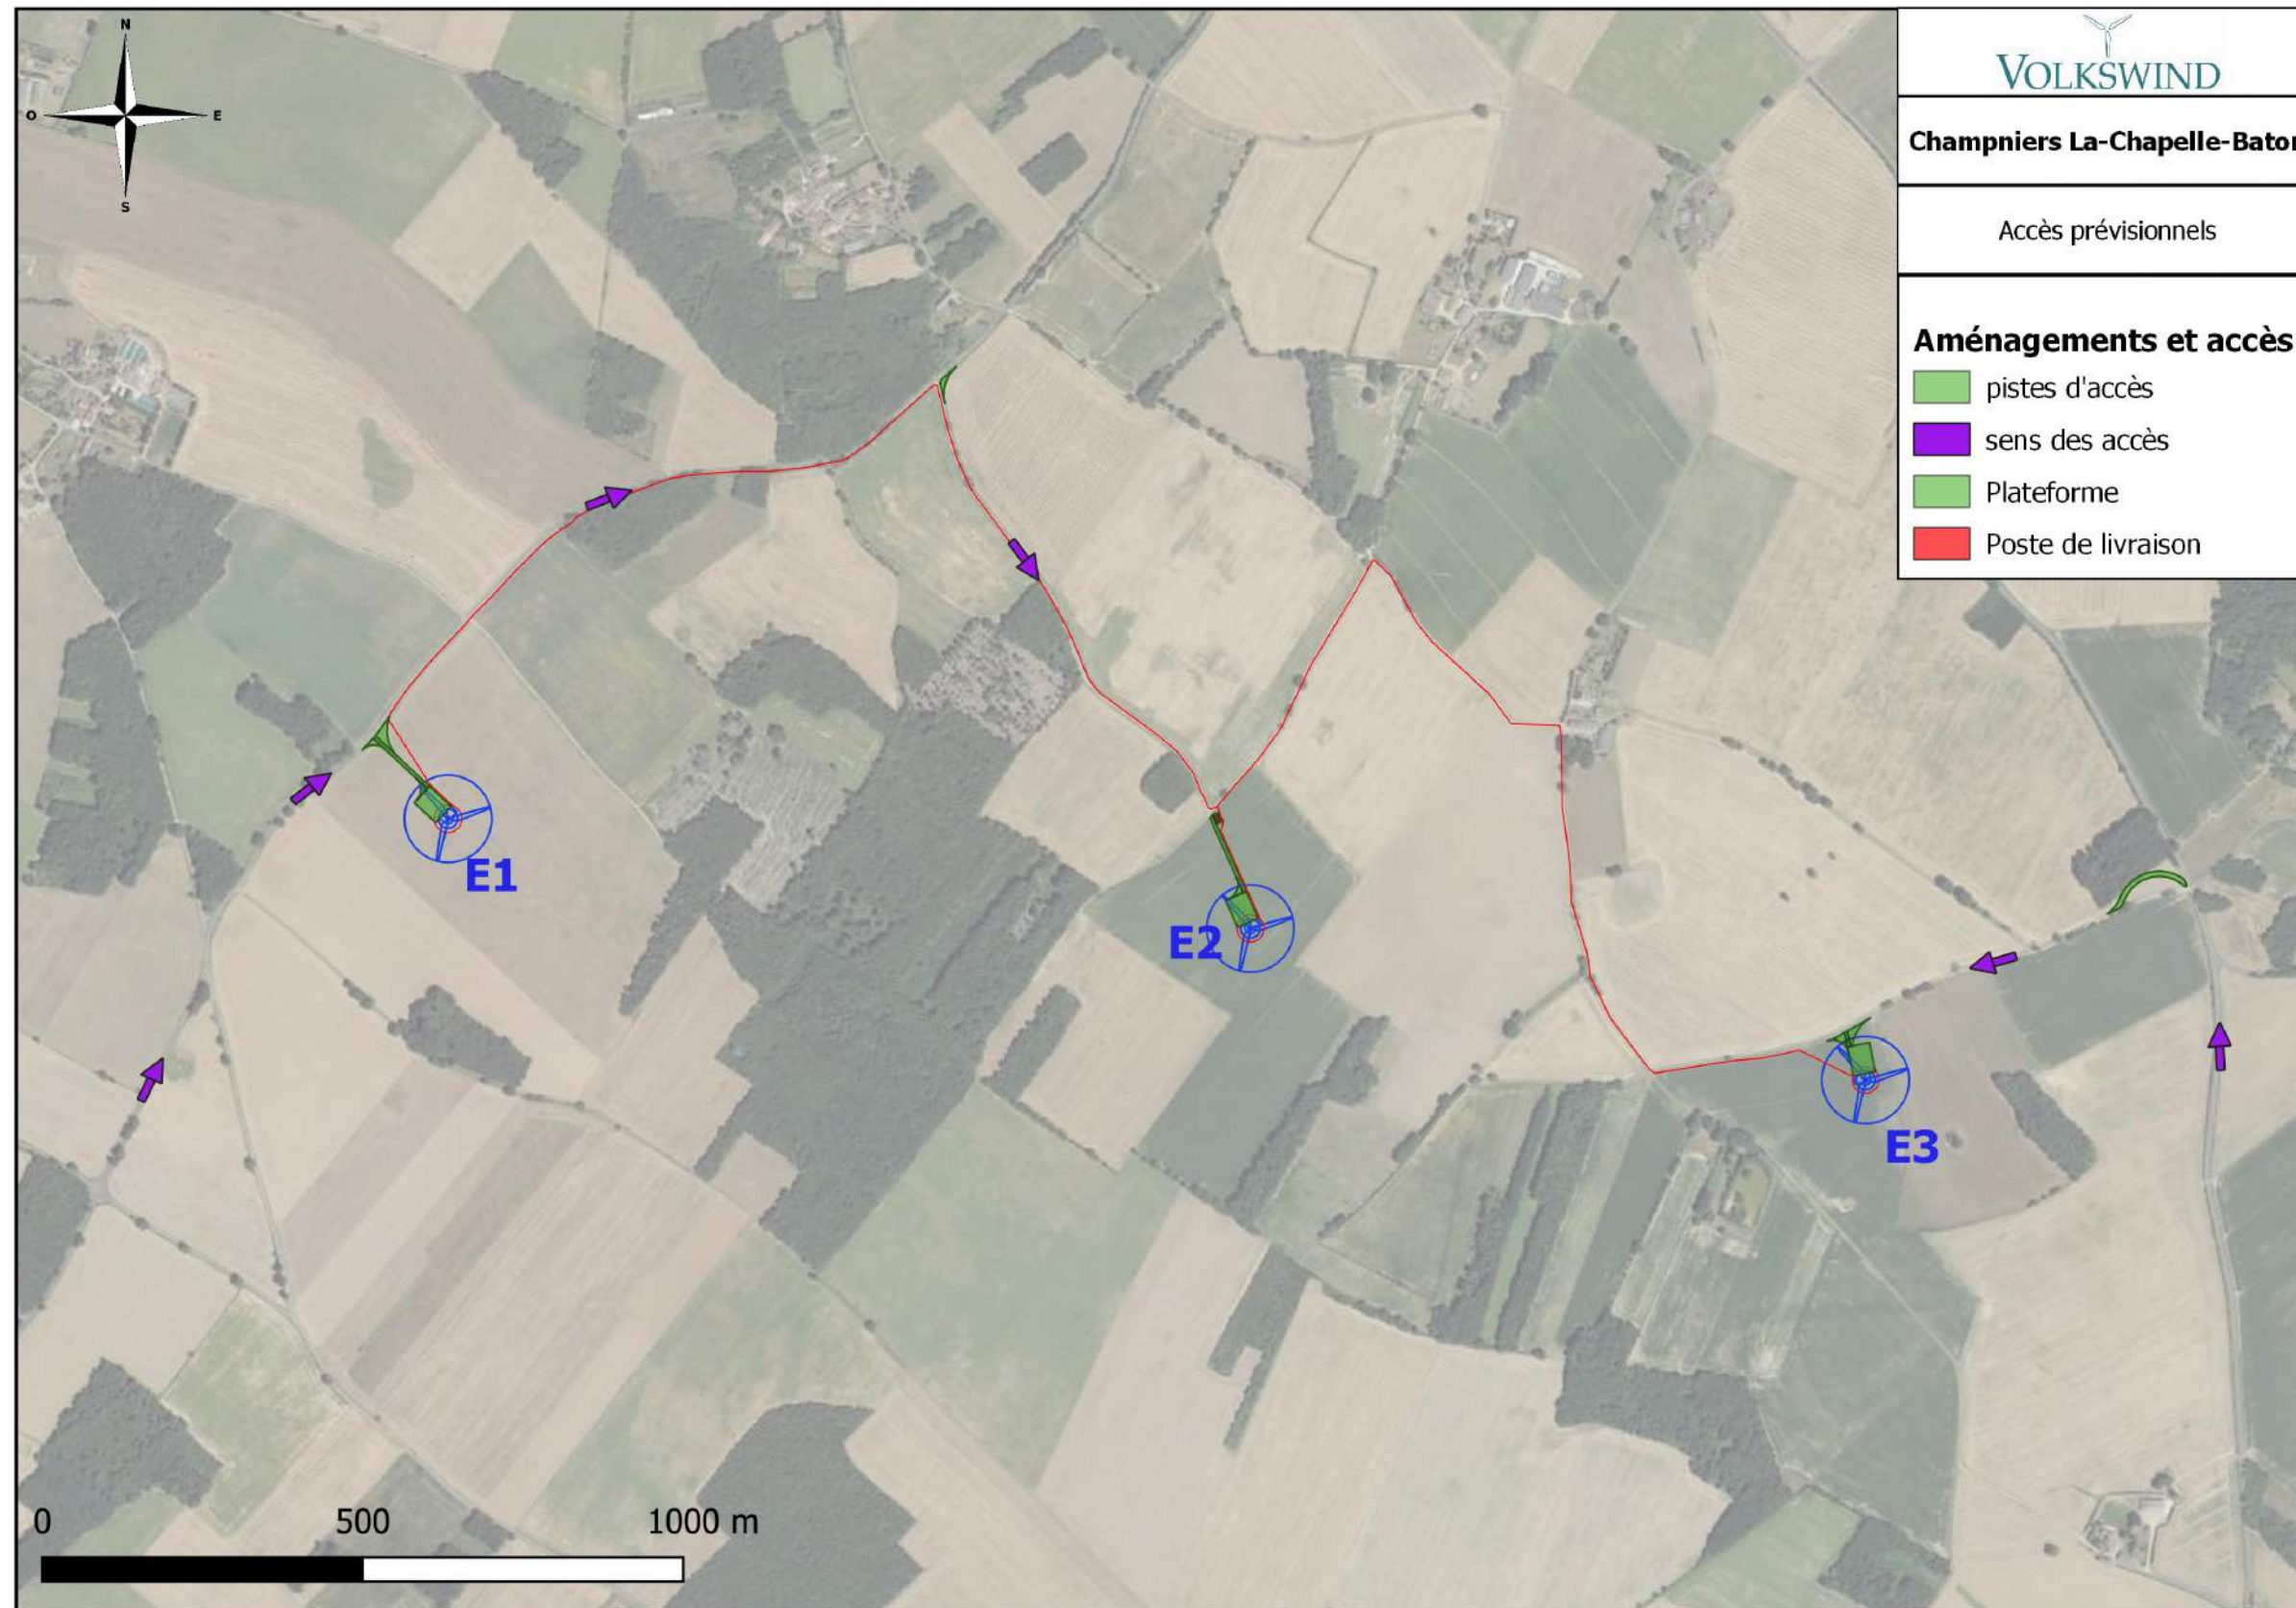 N
O
E
S
VOLKSWIND
Champniers La-Chapelle-Baton
Accès prévisionnels
Aménagements et accès
pistes d'accès
sens des accès
Plateforme
Poste de livraison
E1
E2
E3
0 500 1000 m